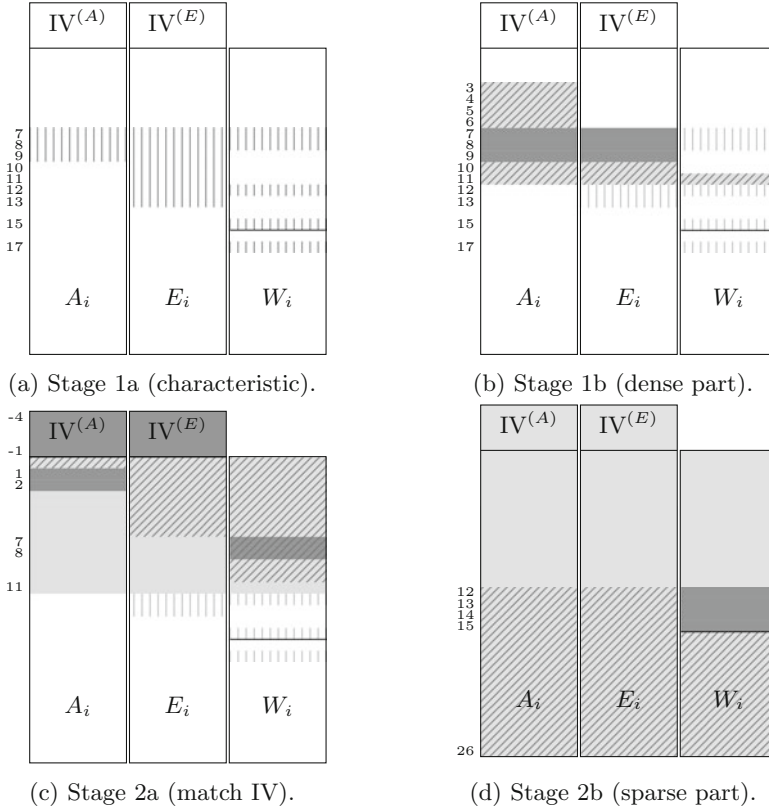 IV(A) IV(E)
7
8
9
10
11
12
13
15
17
A_i E_i W_i
(a) Stage 1a (characteristic).
IV(A) IV(E)
3
4
5
6
7
8
9
10
11
12
13
15
17
A_i E_i W_i
(b) Stage 1b (dense part).
-4
IV(A) IV(E)
-1
1
2
7
8
11
A_i E_i W_i
(c) Stage 2a (match IV).
IV(A) IV(E)
12
13
14
15
A_i E_i W_i
26
(d) Stage 2b (sparse part).